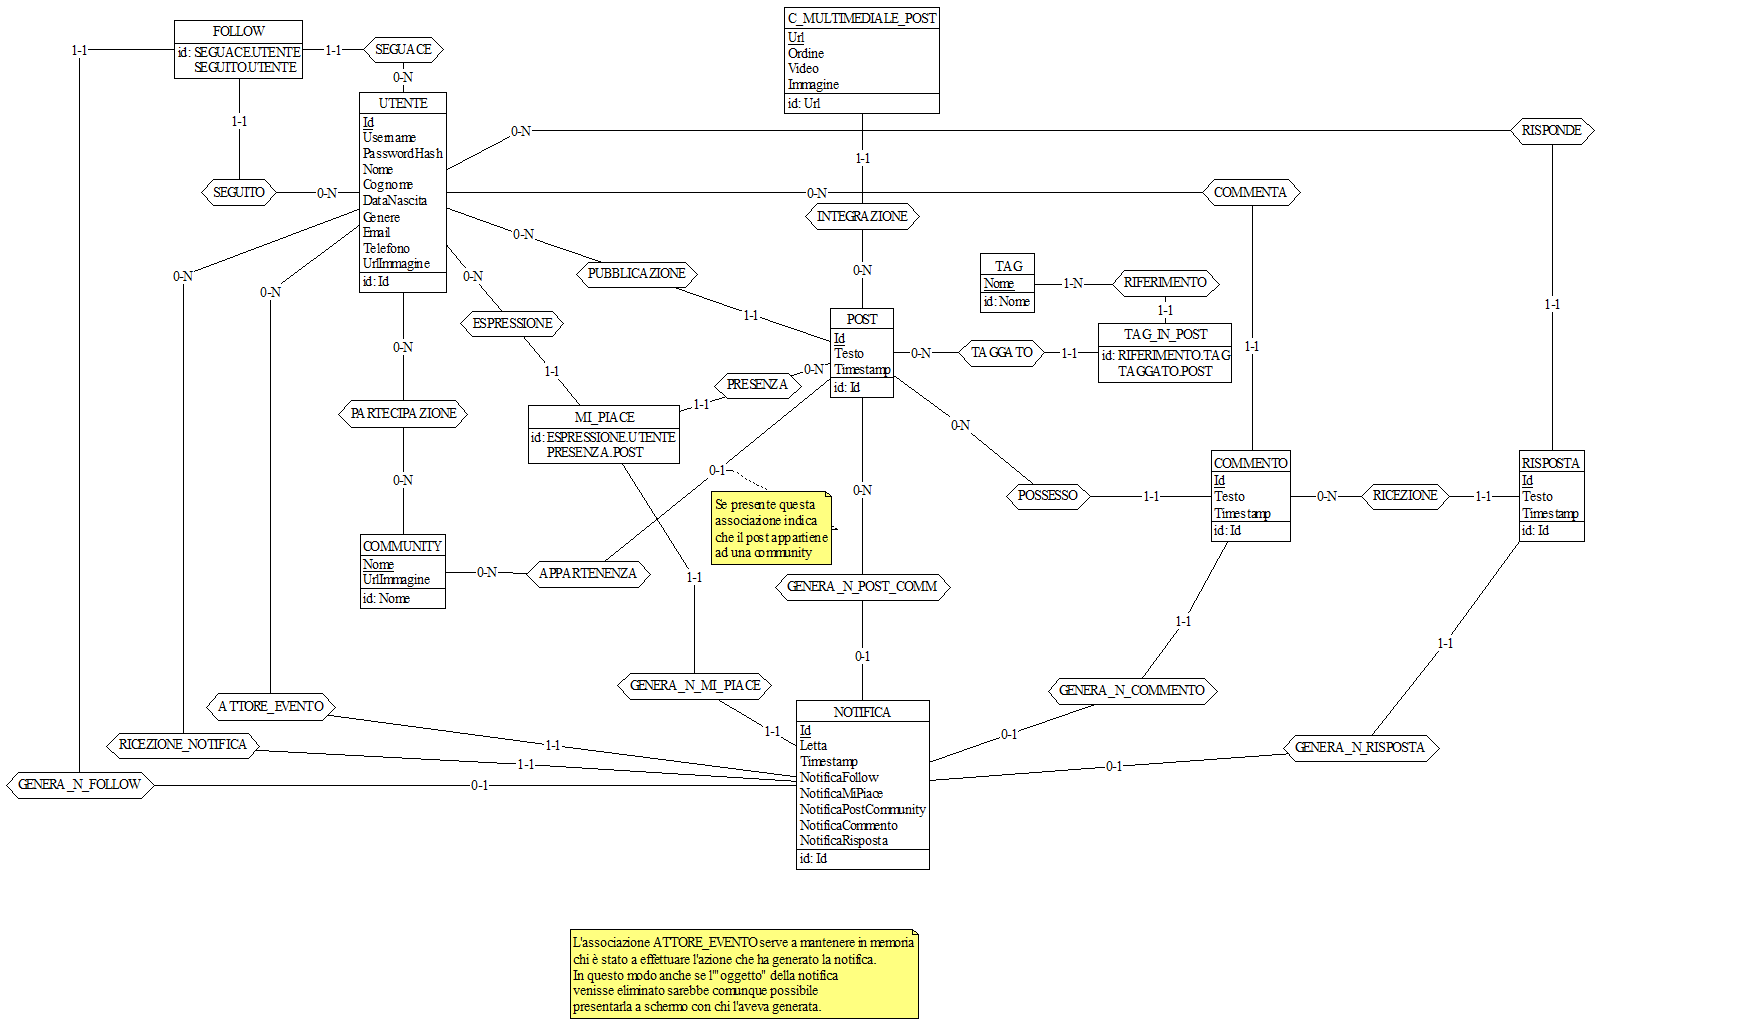 FOLLOW
id: SEGUACE.UTENTE
SEGUITO.UTENTE
1-1
1-1
SEGUACE
0-N
1-1
SEGUITO
0-N
UTENTE
Id
Username
PasswordHash
Nome
Cognome
DataNascita
Genere
Email
Telefono
UrlImmagine
id: Id
C_MULTIMEDIALE_POST
Url
Ordine
Video
Immagine
id: Url
1-1
INTEGRAZIONE
0-N
0-N
RISPONDE
1-1
0-N
COMMENTA
1-1
0-N
PUBBLICAZIONE
1-1
0-N
ESPRESSIONE
1-1
0-N
0-N
POST
Id
Testo
Timestamp
id: Id
TAG
Nome
id: Nome
1-N
RIFERIMENTO
1-1
TAG_IN_POST
id: RIFERIMENTO.TAG
TAGGATO.POST
0-N
TAGGATO
1-1
0-N
PRESENZA
1-1
MI_PIACE
id: ESPRESSIONE.UTENTE
PRESENZA.POST
0-N
PARTECIPAZIONE
0-N
COMMUNITY
Nome
UrlImmagine
id: Nome
0-N
APPARTENENZA
0-1
Se presente questa
associazione indica
che il post appartiene
ad una community
0-N
POSSESSO
1-1
COMMENTO
Id
Testo
Timestamp
id: Id
0-N
RICEZIONE
1-1
RISPOSTA
Id
Testo
Timestamp
id: Id
0-N
GENERA_N_POST_COMM
0-1
1-1
GENERA_N_MI_PIACE
1-1
1-1
GENERA_N_COMMENTO
0-1
1-1
GENERA_N_RISPOSTA
0-1
ATTORE_EVENTO
1-1
RICEZIONE_NOTIFICA
1-1
GENERA_N_FOLLOW
0-1
NOTIFICA
Id
Letta
Timestamp
NotificaFollow
NotificaMiPiace
NotificaPostCommunity
NotificaCommento
NotificaRisposta
id: Id
L'associazione ATTORE_EVENTO serve a mantenere in memoria
chi è stato a effettuare l'azione che ha generato la notifica.
In questo modo anche se l'"oggetto" della notifica
venisse eliminato sarebbe comunque possibile
presentarla a schermo con chi l'aveva generata.